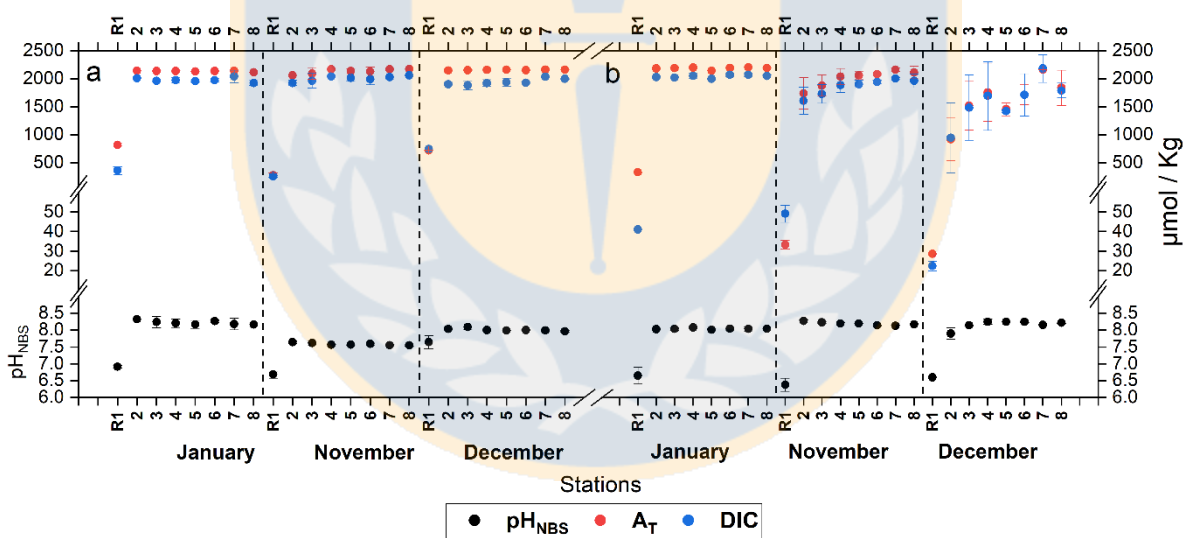 R1 2 3 4 5 6 7 8 R1 2 3 4 5 6 7 8 R1 2 3 4 5 6 7 8 R1 2 3 4 5 6 7 8 R1 2 3 4 5 6 7 8 R1 2 3 4 5 6 7 8
2500 2500
a b
2000 2000
1500 1500
1000 1000
500 500
50 50
40 40
30 30
20 20
µmol / Kg
8.5 8.5
8.0 8.0
7.5 7.5
7.0 7.0
6.5 6.5
6.0 6.0
pHNBS
R1 2 3 4 5 6 7 8 R1 2 3 4 5 6 7 8 R1 2 3 4 5 6 7 8 R1 2 3 4 5 6 7 8 R1 2 3 4 5 6 7 8 R1 2 3 4 5 6 7 8
January November December January November December
Stations
pHNBS AT DIC